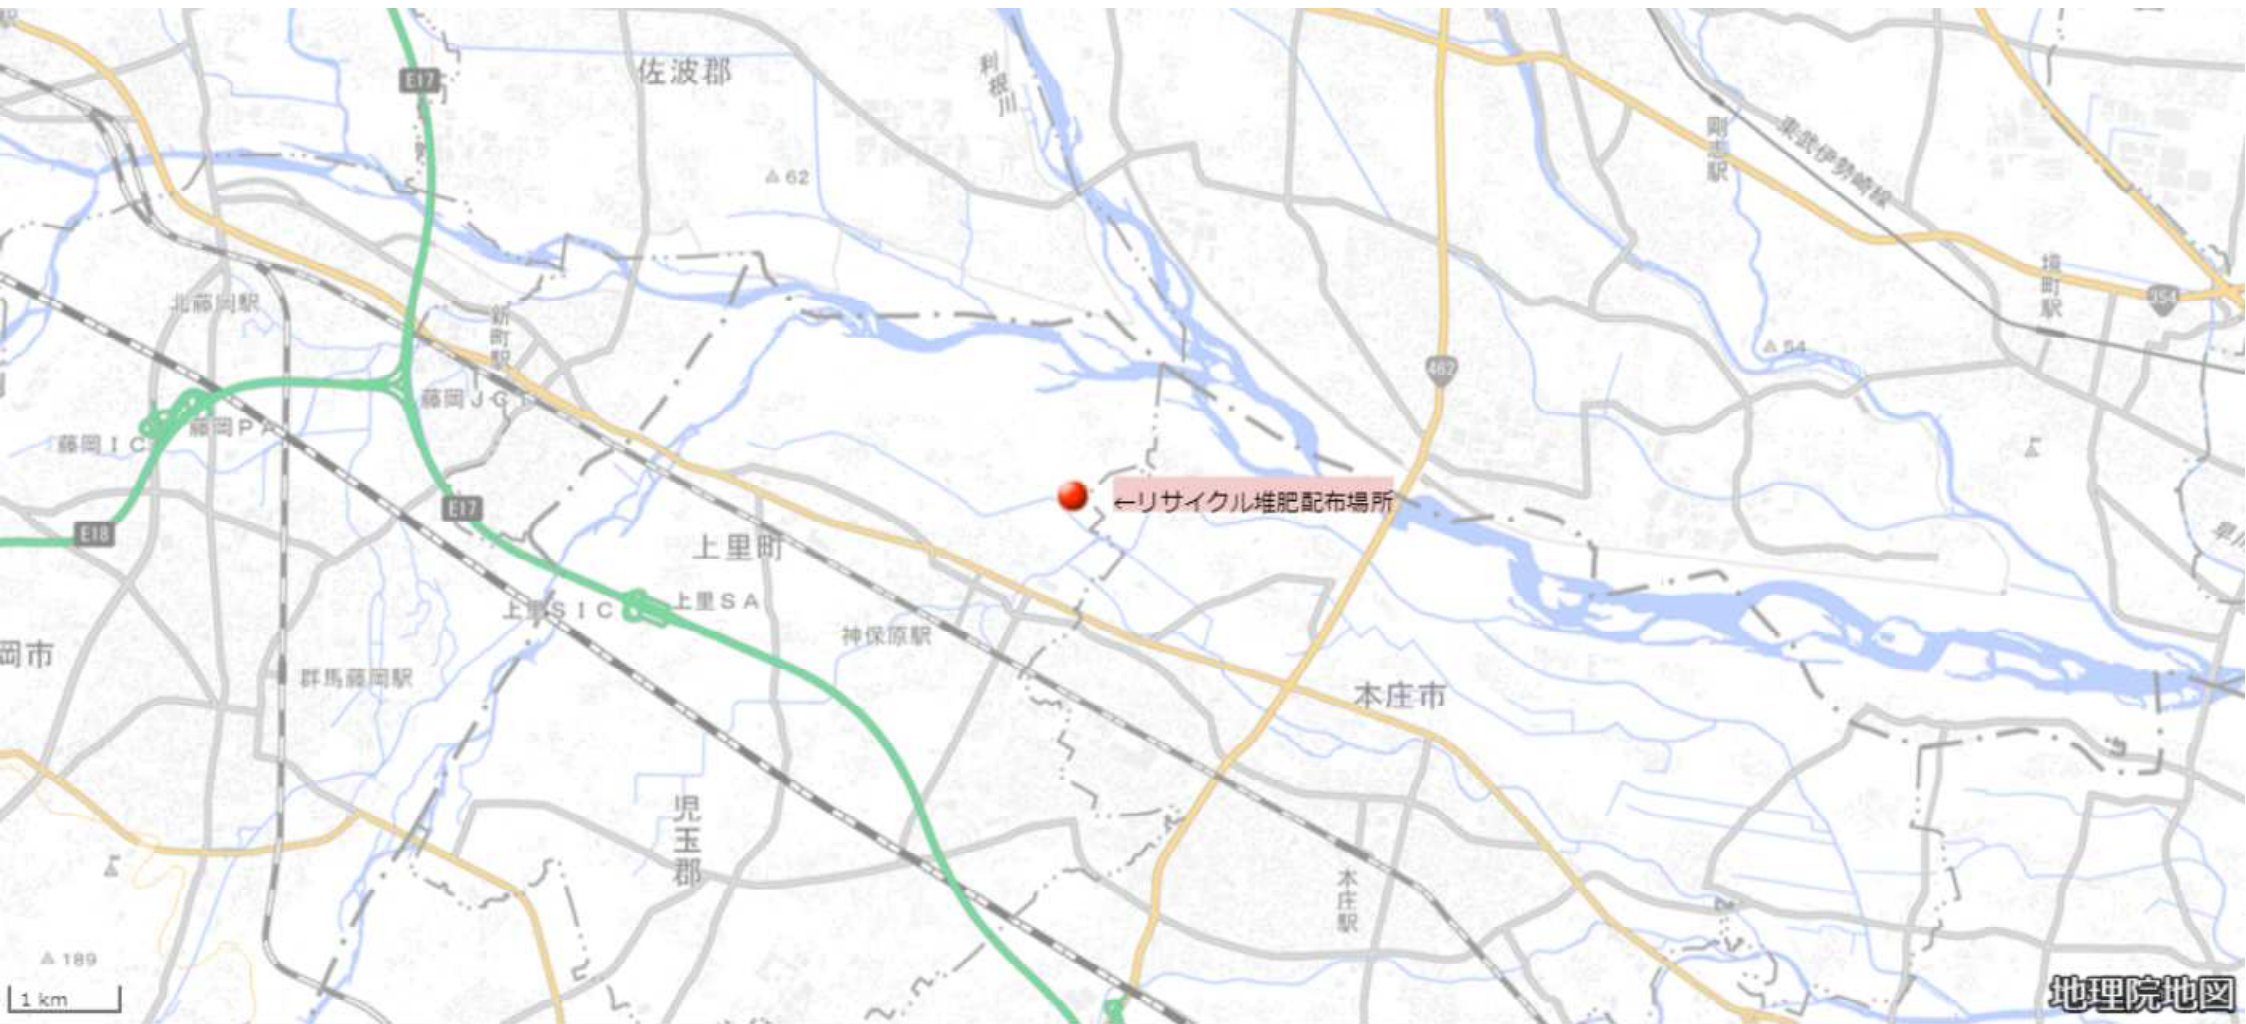 E17
佐波郡
利根川
62
剛志駅
東武伊勢崎線
境町駅
354
北藤岡駅
新町駅
54
462
藤岡JCT
藤岡PA
藤岡IC
←リサイクル堆肥配布場所
E17
E18
上里町
早川
上里SIC
上里SA
神保原駅
岡市
群馬藤岡駅
本庄市
児玉郡
本庄駅
189
1 km
地理院地図